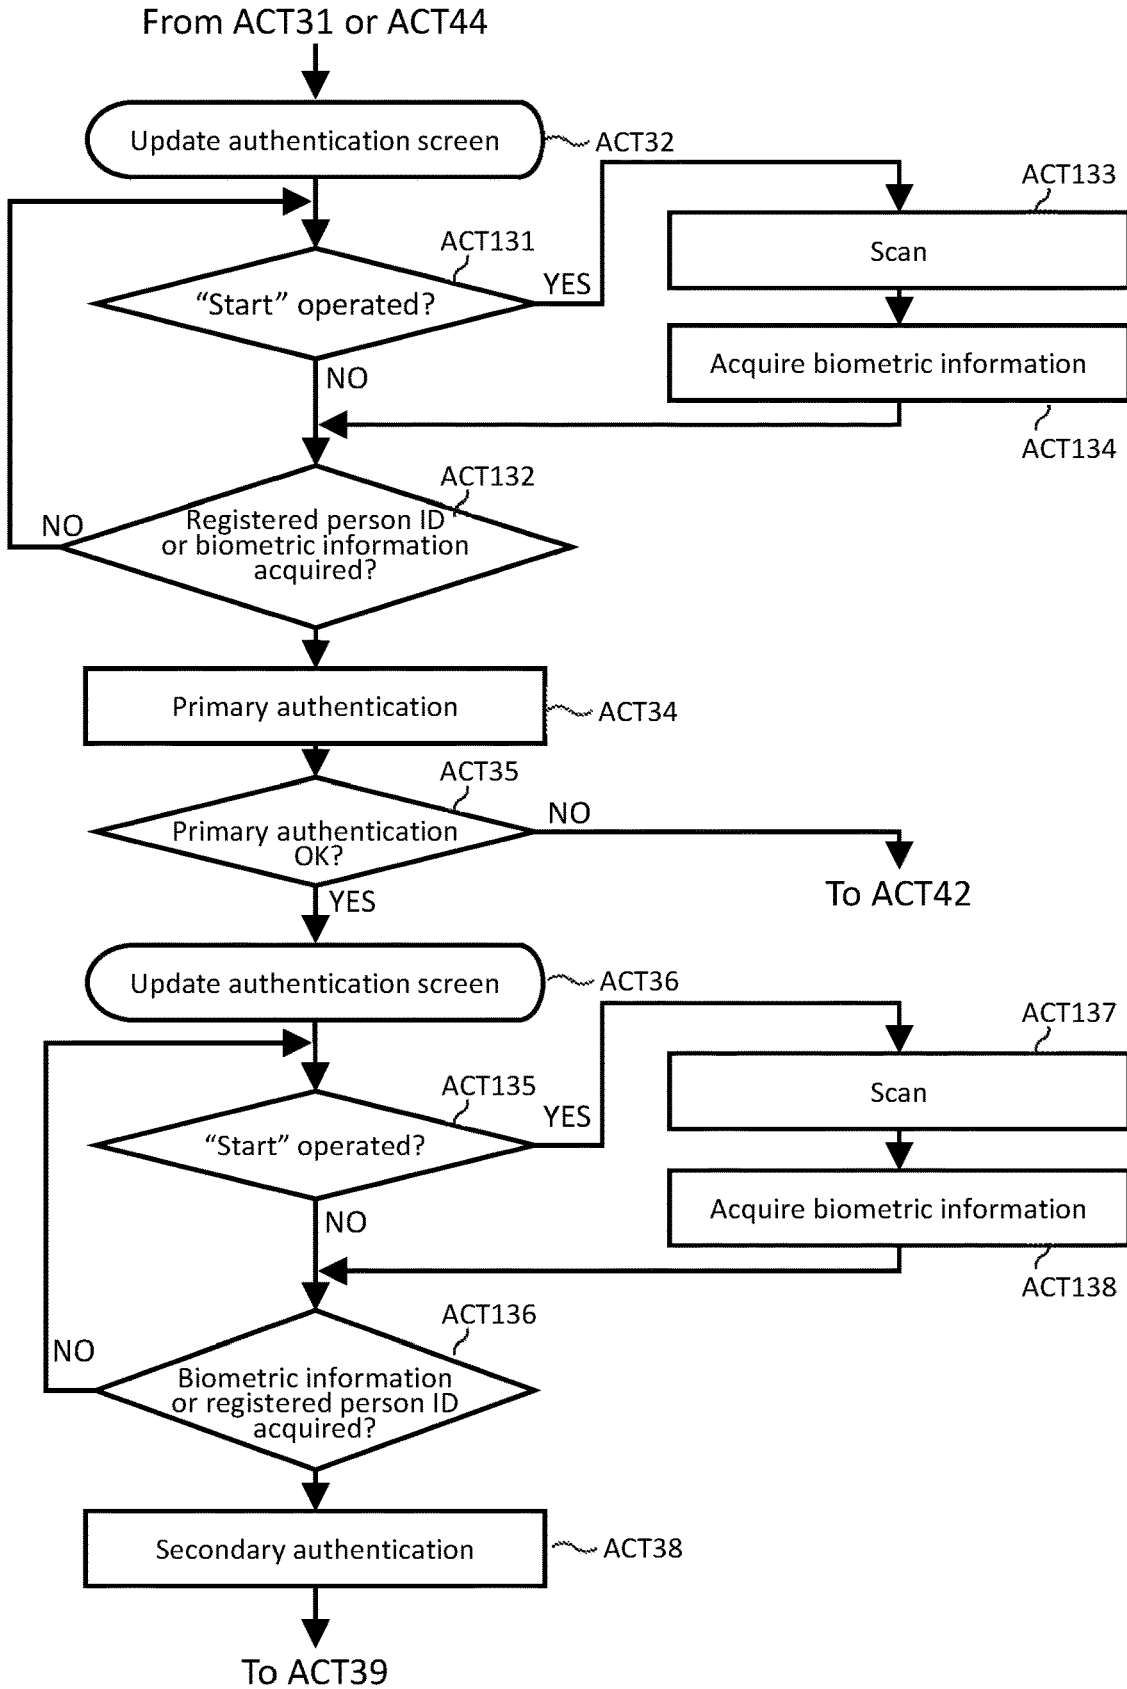 From ACT31 or ACT44
Update authentication screen
ACT32
ACT133
Scan
ACT131
"Start" operated?
YES
NO
Acquire biometric information
ACT134
ACT132
Registered person ID
or biometric information
acquired?
NO
Primary authentication
ACT34
ACT35
Primary authentication
OK?
NO
To ACT42
YES
Update authentication screen
ACT36
ACT137
Scan
ACT135
"Start" operated?
YES
NO
Acquire biometric information
ACT138
ACT136
Biometric information
or registered person ID
acquired?
NO
Secondary authentication
ACT38
To ACT39